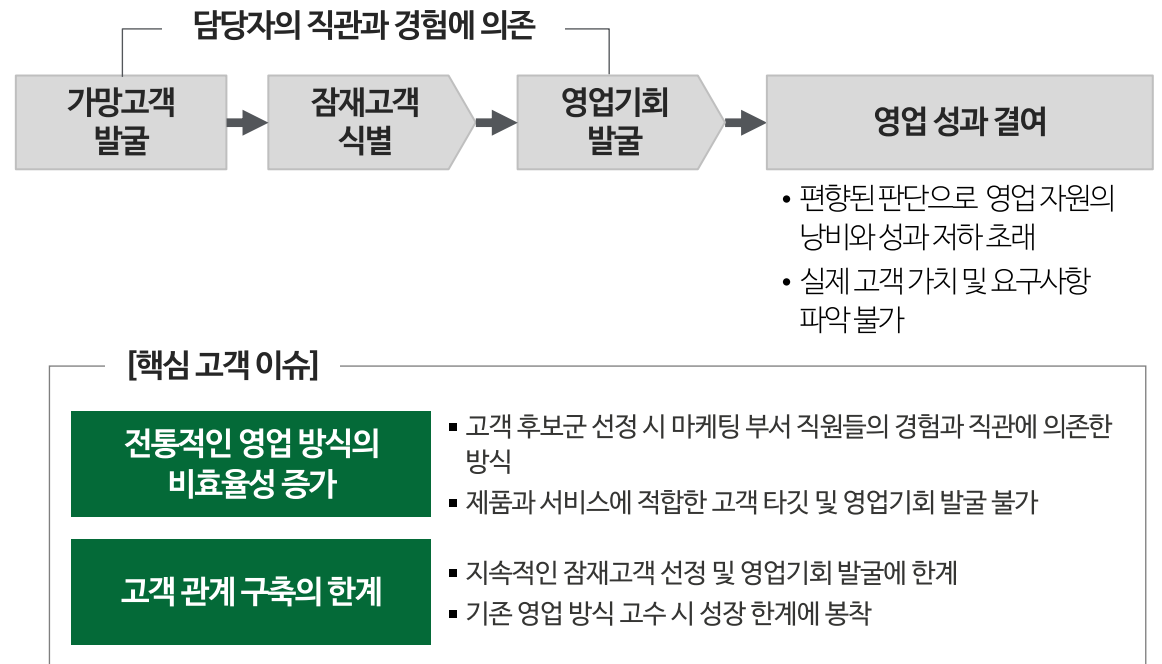 담당자의 직관과 경험에 의존
가망고객
발굴
잠재고객
식별
영업기회
발굴
영업 성과 결여
• 편향된 판단으로 영업 자원의
낭비와 성과 저하 초래
• 실제 고객 가치 및 요구사항
파악 불가
[핵심 고객 이슈]
전통적인 영업 방식의
비효율성 증가
▪ 고객 후보군 선정 시 마케팅 부서 직원들의 경험과 직관에 의존한
방식
▪ 제품과 서비스에 적합한 고객 타깃 및 영업기회 발굴 불가
고객 관계 구축의 한계
▪ 지속적인 잠재고객 선정 및 영업기회 발굴에 한계
▪ 기존 영업 방식 고수 시 성장 한계에 봉착